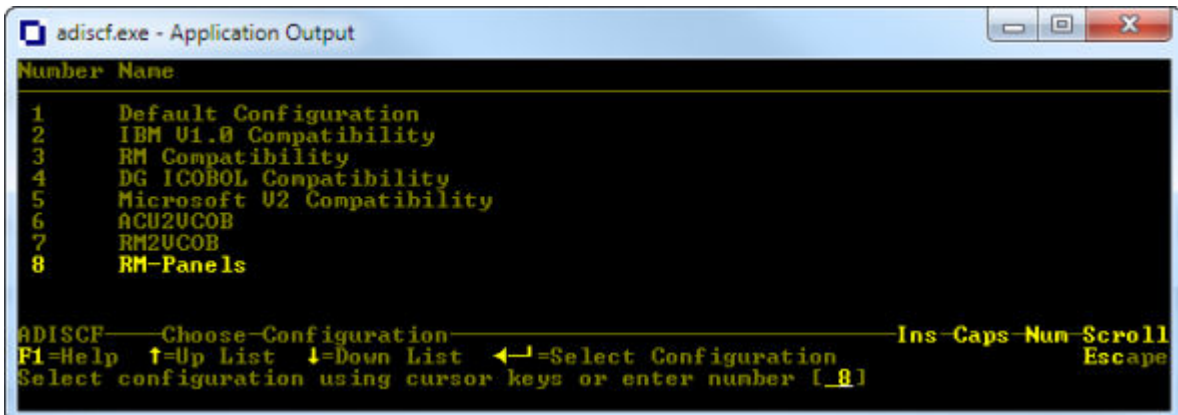 adiscf.exe - Application Output
Number Name
1 Default Configuration
2 IBM V1.0 Compatibility
3 RM Compatibility
4 DG ICOBOL Compatibility
5 Microsoft V2 Compatibility
6 ACU2VCOB
7 RM2VCOB
8 RM-Panels
ADISCF——Choose-Configuration——Ins-Caps-Num-Scroll
F1=Help ↑=Up List ↓=Down List ◄─┘=Select Configuration Escape
Select configuration using cursor keys or enter number [ 8]